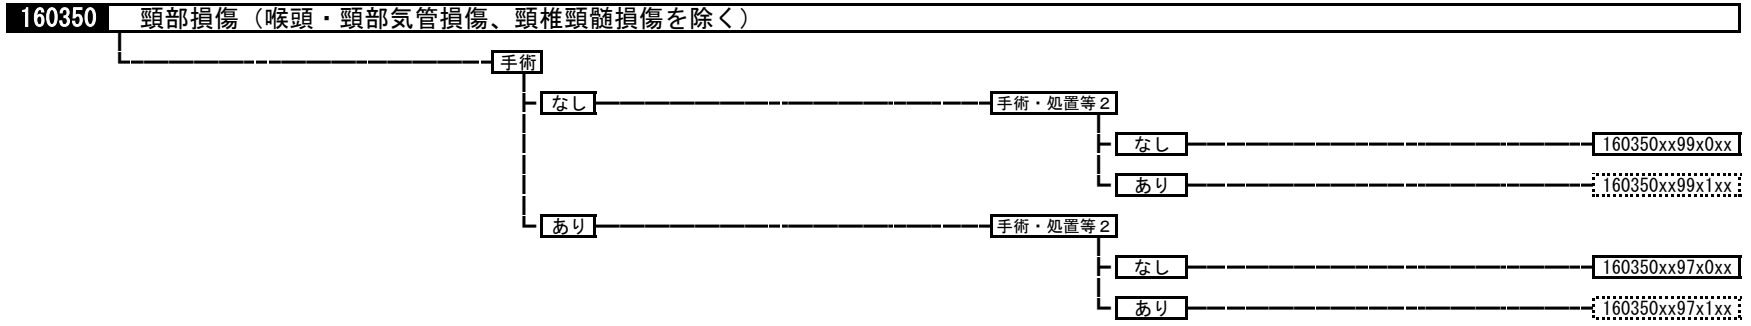 160350 頸部損傷（喉頭・頸部気管損傷、頸椎頸髄損傷を除く）
手術
なし 手術・処置等２
なし 160350xx99x0xx
あり 160350xx99x1xx
あり 手術・処置等２
なし 160350xx97x0xx
あり 160350xx97x1xx